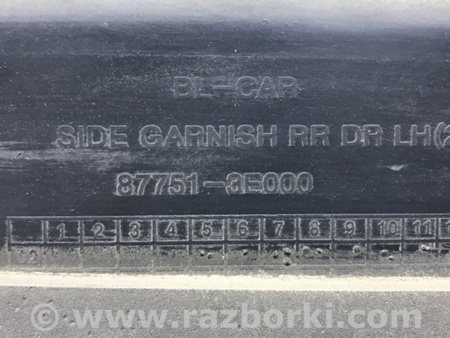 BL-CAR
SIDE GARNISH RR DR LH(2
87751-3E000
1 2 3 4 5 6 7 8 9 10 11
© www.razborki.com